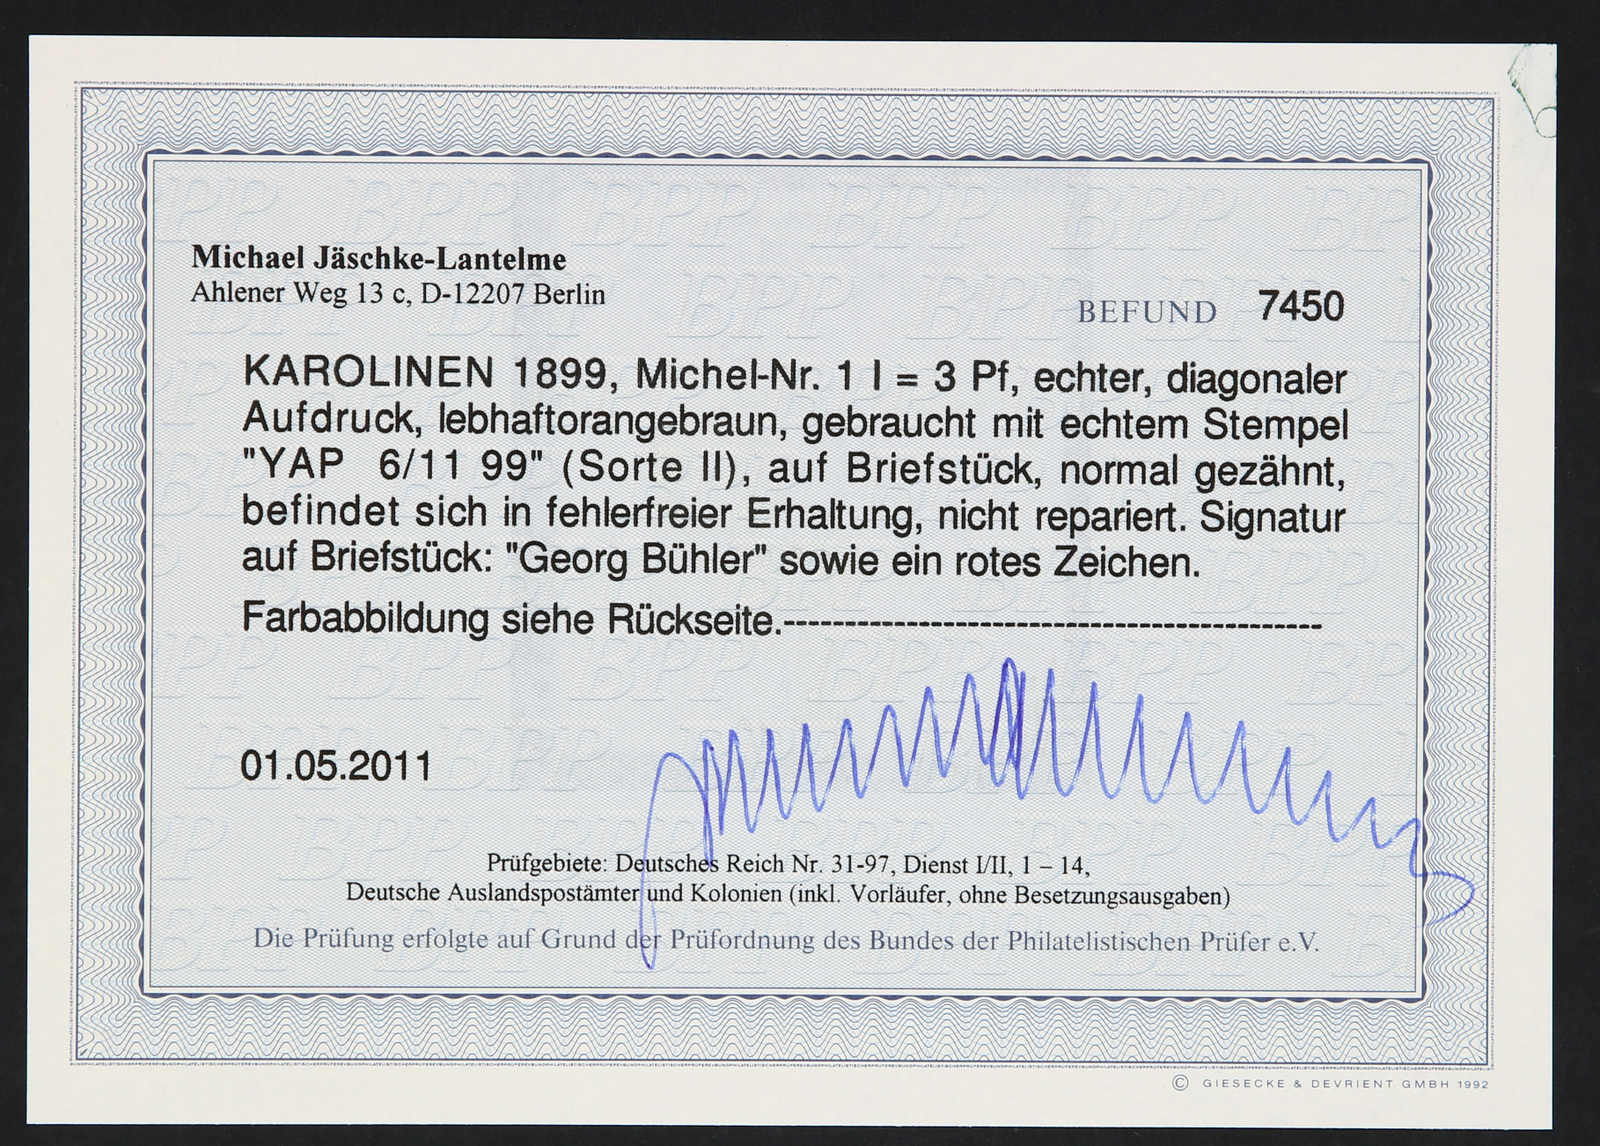 Michael Jäschke-Lantelme
Ahlener Weg 13 c, D-12207 Berlin
BEFUND 7450
KAROLINEN 1899, Michel-Nr. 1 I = 3 Pf, echter, diagonaler
Aufdruck, lebhaftorangebraun, gebraucht mit echtem Stempel
"YAP 6/11 99" (Sorte II), auf Briefstück, normal gezähnt,
befindet sich in fehlerfreier Erhaltung, nicht repariert. Signatur
auf Briefstück: "Georg Bühler" sowie ein rotes Zeichen.
Farbabbildung siehe Rückseite.---------------------------------------------
01.05.2011
Prüfgebiete: Deutsches Reich Nr. 31-97, Dienst I/II, 1 – 14,
Deutsche Auslandspostämter und Kolonien (inkl. Vorläufer, ohne Besetzungsausgaben)
Die Prüfung erfolgte auf Grund der Prüfordnung des Bundes der Philatelistischen Prüfer e.V.
© GIESECKE & DEVRIENT GMBH 1992